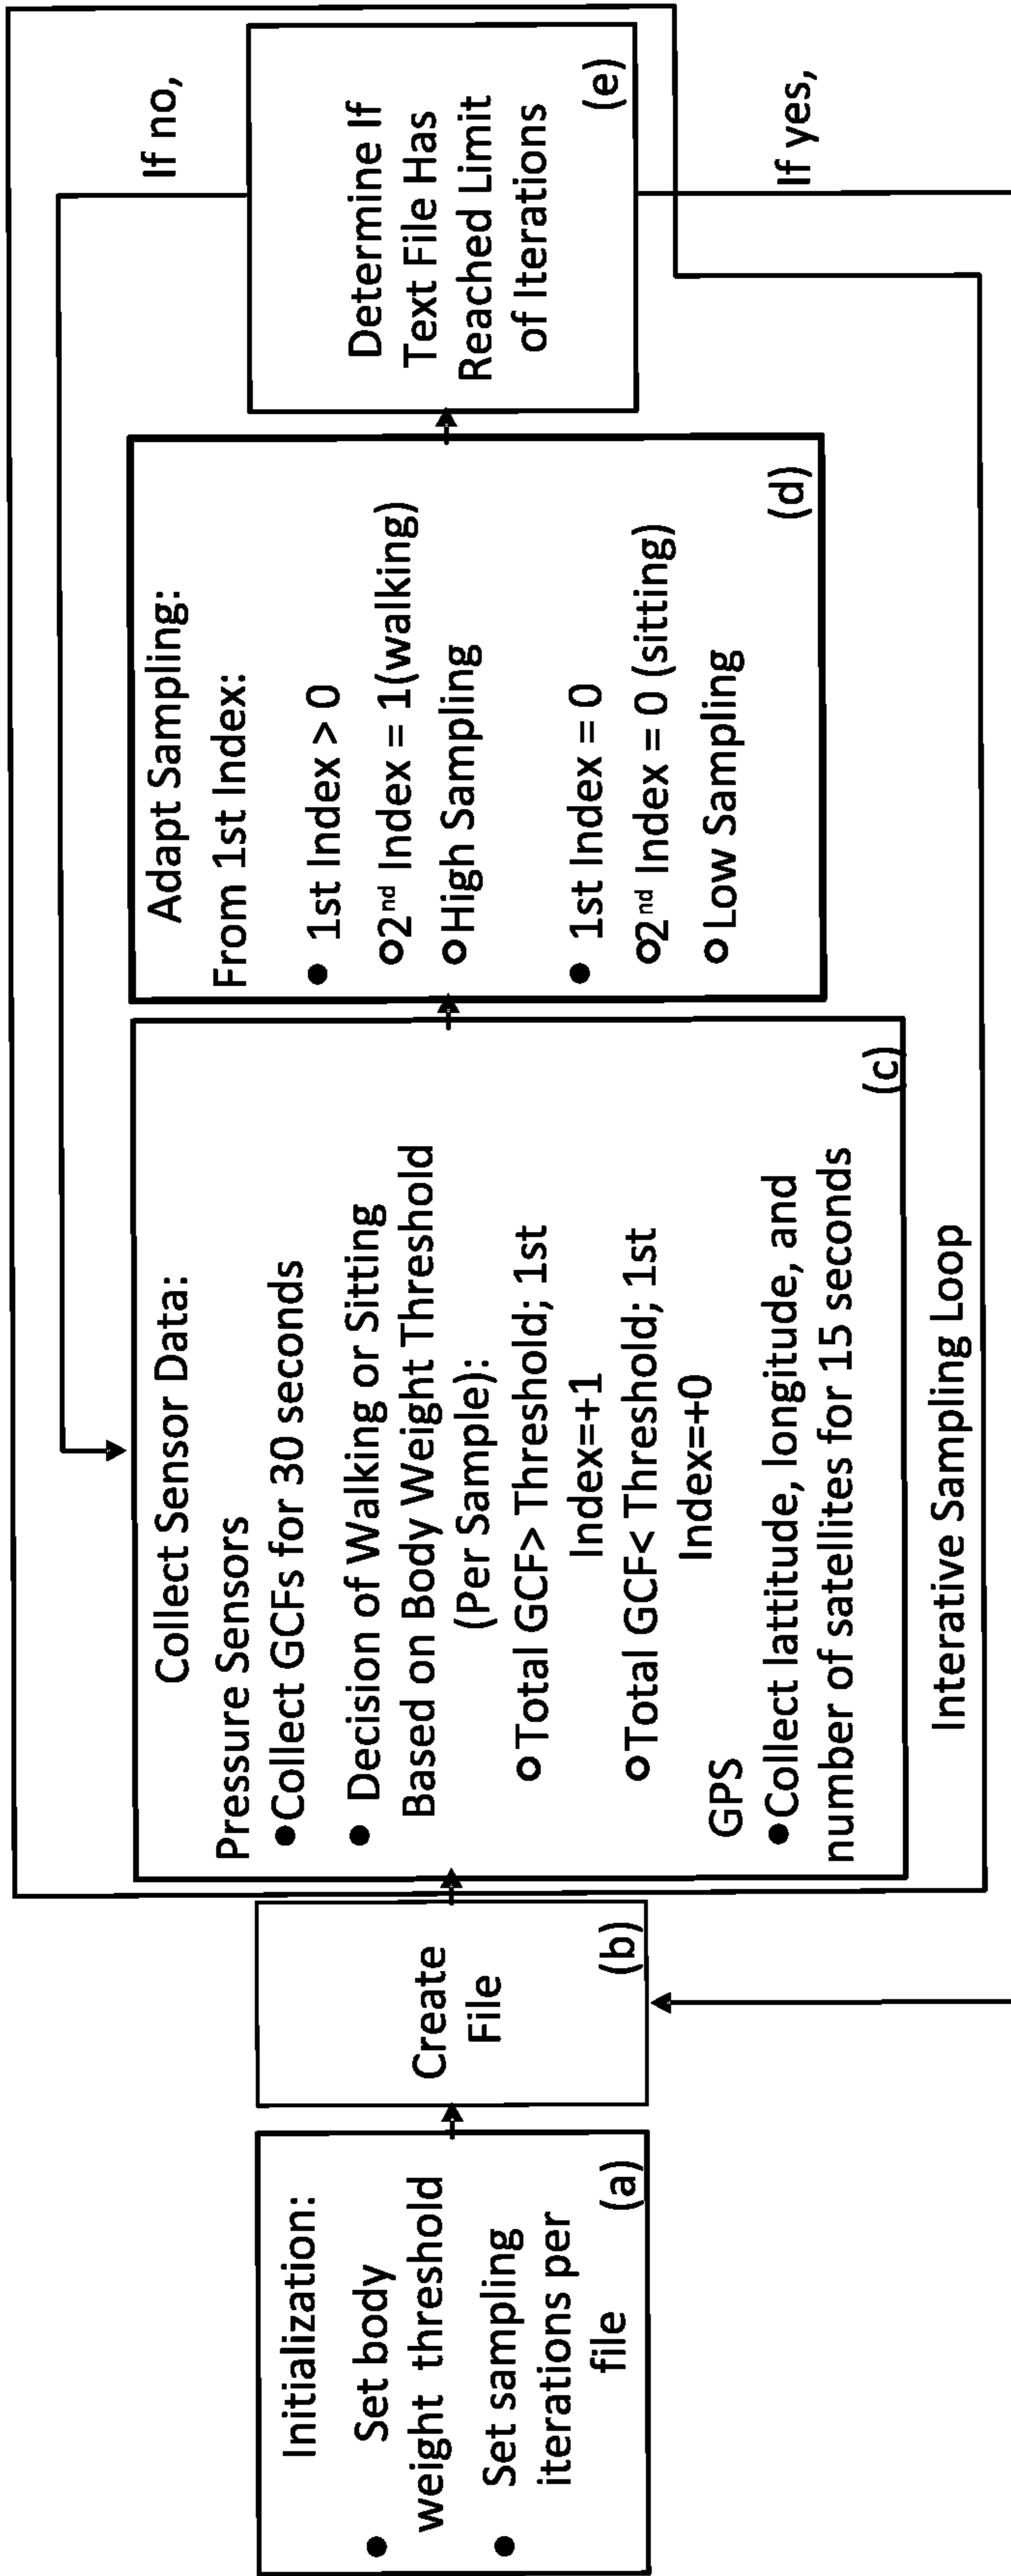 Initialization:
● Set body
weight threshold
● Set sampling
iterations per
file
(a)
Create
File
(b)
Collect Sensor Data:
Pressure Sensors
●Collect GCFs for 30 seconds
● Decision of Walking or Sitting
Based on Body Weight Threshold
(Per Sample):
○Total GCF> Threshold; 1st
Index=+1
○Total GCF< Threshold; 1st
Index=+0
GPS
●Collect lattitude, longitude, and
number of satellites for 15 seconds
(c)
Interative Sampling Loop
Adapt Sampling:
From 1st Index:
● 1st Index > 0
○2nd Index = 1(walking)
○High Sampling
● 1st Index = 0
○2nd Index = 0 (sitting)
○ Low Sampling
(d)
Determine If
Text File Has
Reached Limit
of Iterations
(e)
If no,
If yes,